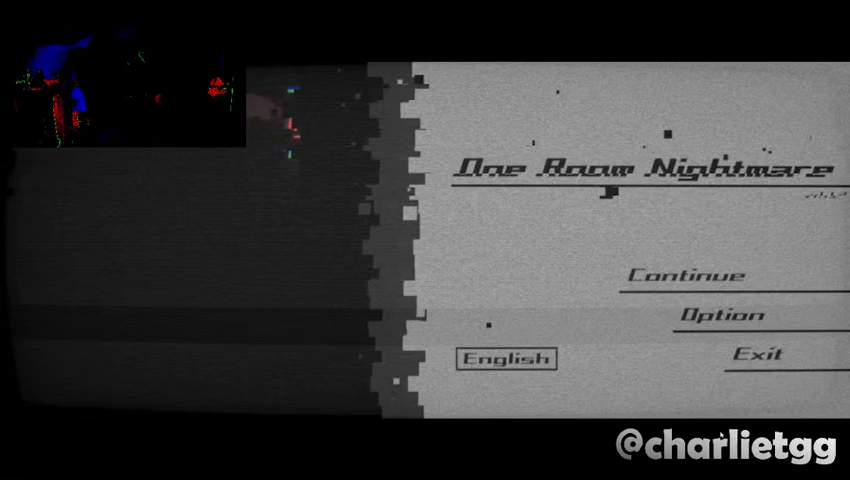 One Room Nightmare
Continue
Option
English
Exit
@charlietgg